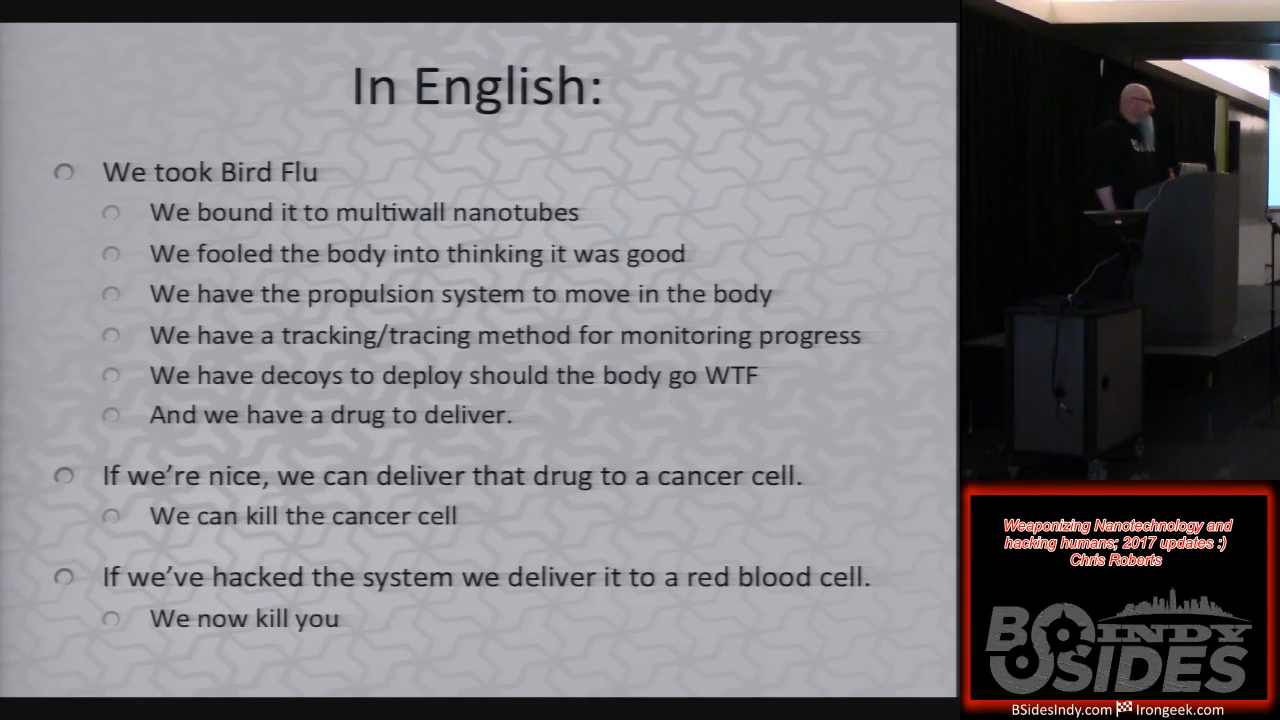 In English:
We took Bird Flu
We bound it to multiwall nanotubes
We fooled the body into thinking it was good
We have the propulsion system to move in the body
We have a tracking/tracing method for monitoring progress
We have decoys to deploy should the body go WTF
And we have a drug to deliver.
If we’re nice, we can deliver that drug to a cancer cell.
We can kill the cancer cell
If we’ve hacked the system we deliver it to a red blood cell.
We now kill you
Weaponizing Nanotechnology and
hacking humans; 2017 updates :)
Chris Roberts
BSIDES
INDY
BSidesIndy.com Irongeek.com